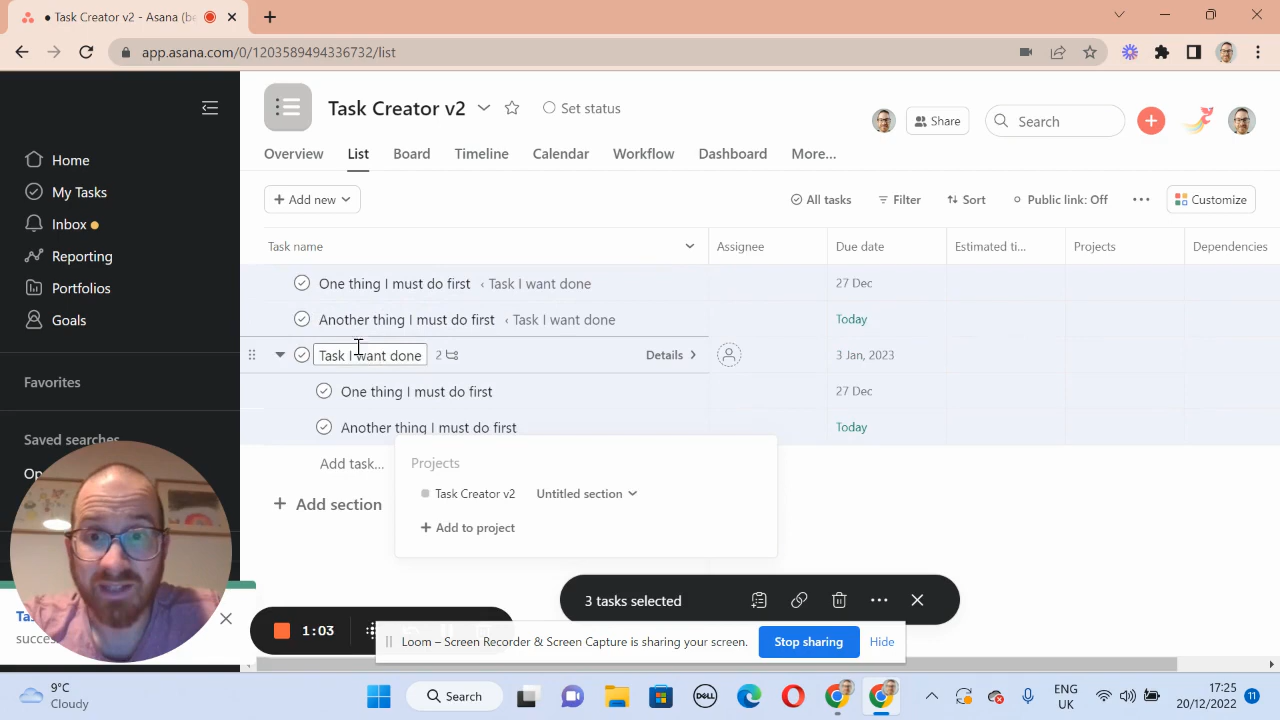 Task Creator v2 - Asana (be
app.asana.com/0/1203589494336732/list
Task Creator v2
Set status
Share
Search
Overview
List
Board
Timeline
Calendar
Workflow
Dashboard
More...
Home
My Tasks
Inbox
Reporting
Portfolios
Goals
Favorites
Saved searches
Op
+ Add new
All tasks
Filter
Sort
Public link: Off
Customize
Task name
Assignee
Due date
Estimated ti...
Projects
Dependencies
One thing I must do first ‹ Task I want done
27 Dec
Another thing I must do first ‹ Task I want done
Today
Task I want done 2
Details
3 Jan, 2023
One thing I must do first
27 Dec
Another thing I must do first
Today
Add task...
+ Add section
Projects
Task Creator v2 Untitled section
+ Add to project
3 tasks selected
Tas
succes
1:03
Loom – Screen Recorder & Screen Capture is sharing your screen.
Stop sharing
Hide
9°C
Cloudy
Search
DELL
ENG
UK
17:25
20/12/2022
11